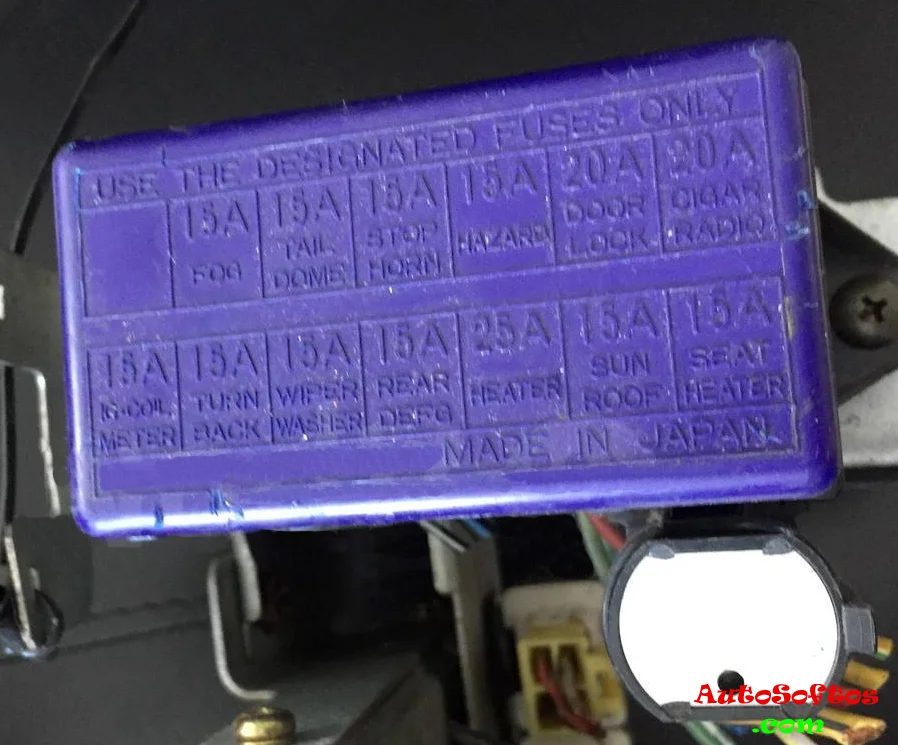 USE THE DESIGNATED FUSES ONLY
15A 15A 15A 15A 20A 20A
FOG TAIL STOP HAZARD DOOR CIGAR
DOME HORN LOCK RADIO
15A 15A 15A 15A 25A 15A 15A
IG·COIL TURN WIPER REAR HEATER SUN SEAT
METER BACK WASHER DEFG ROOF HEATER
MADE IN JAPAN
AutoSoftos
.com